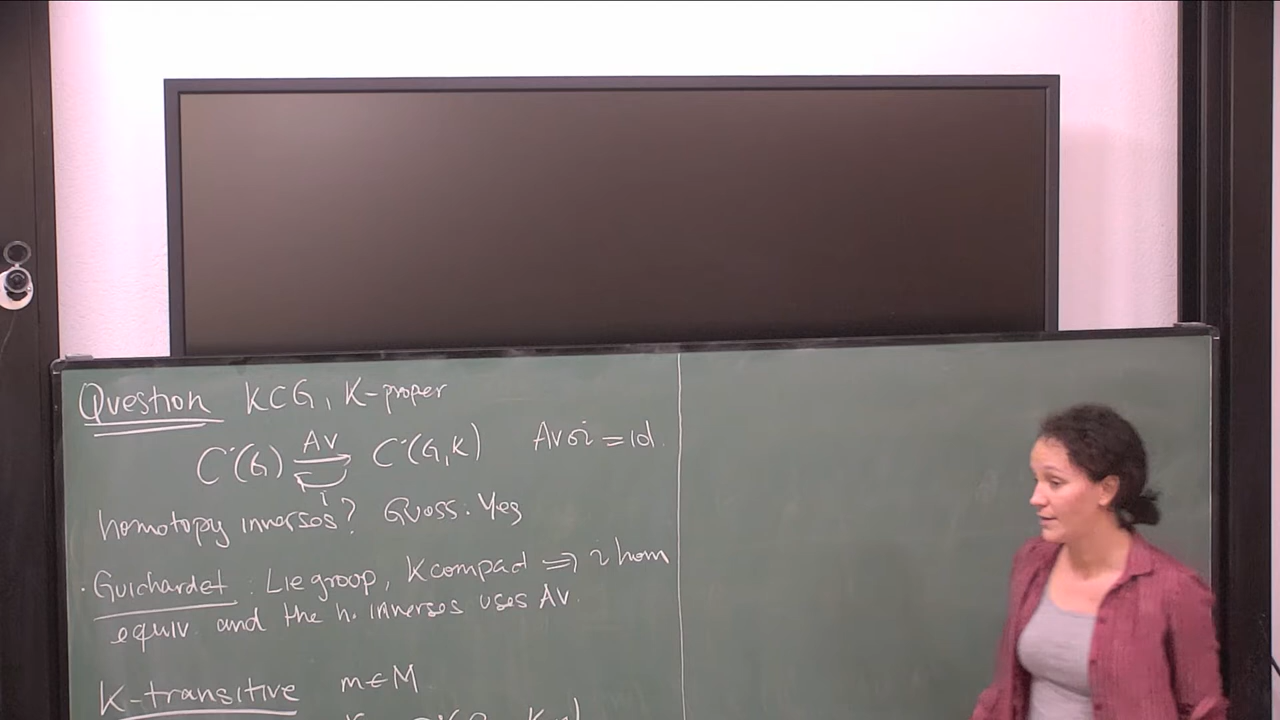 Question K⊂G, K-proper
C˙(G) Av ⇄ i C˙(G,K) Av∘i = id.
homotopy inverses? Guess: Yes
· Guichardet: Lie group, K compact ⇒ i hom
equiv. and the h. inverses uses Av.
K-transitive m∈M